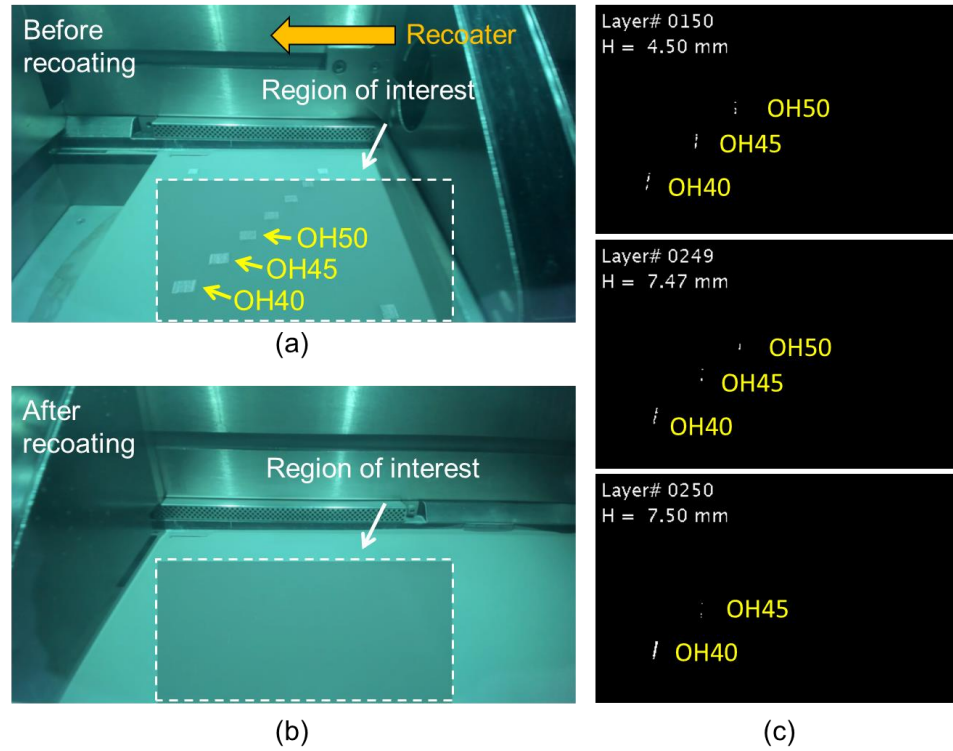 Before
recoating
Recoater
Region of interest
OH50
OH45
OH40
(a)
After
recoating
Region of interest
(b)
Layer# 0150
H = 4.50 mm
OH50
OH45
OH40
Layer# 0249
H = 7.47 mm
OH50
OH45
OH40
Layer# 0250
H = 7.50 mm
OH45
OH40
(c)